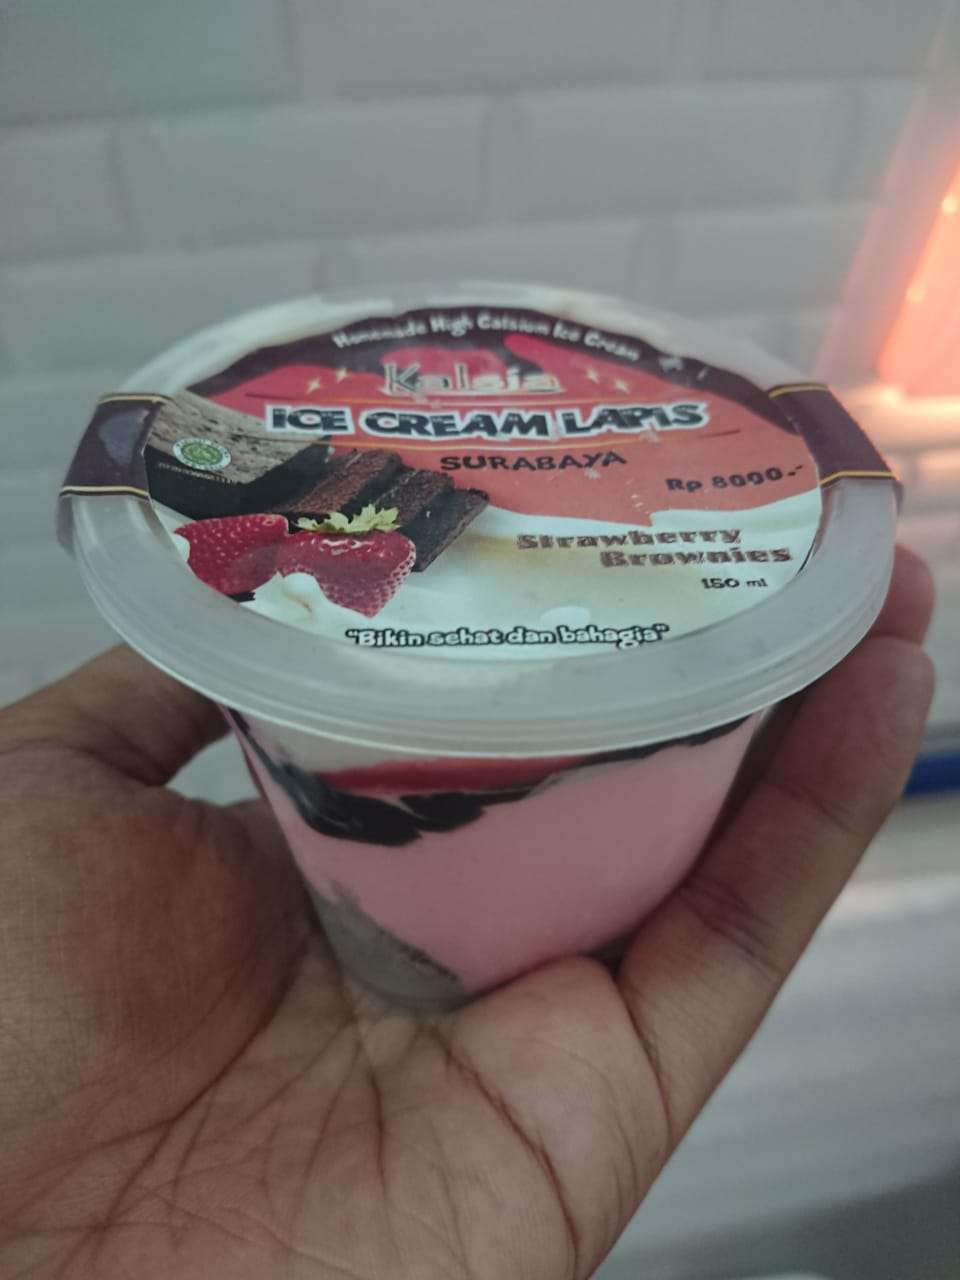 Homemade High Calsium Ice Cream
Kalsia
ICE CREAM LAPIS
SURABAYA
Rp 8000-
Strawberry
Brownies
150 ml
"Bikin sehat dan bahagia"